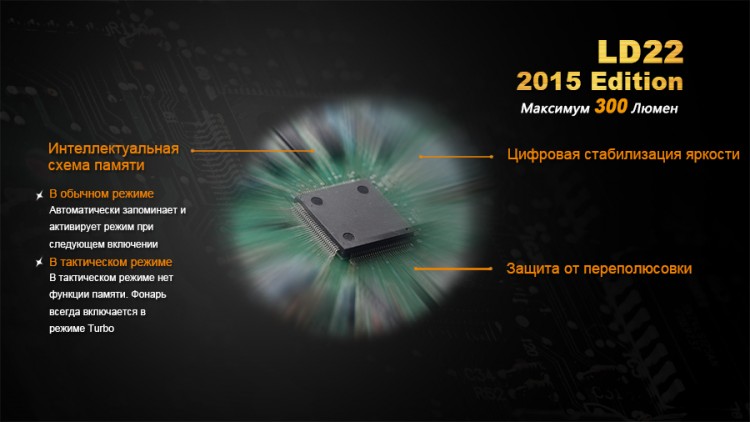 LD22
2015 Edition
Максимум 300 Люмен
Интеллектуальная
схема памяти
В обычном режиме
Автоматически запоминает и
активирует режим при
следующем включении
В тактическом режиме
В тактическом режиме нет
функции памяти. Фонарь
всегда включается в
режиме Turbo
Цифровая стабилизация яркости
Защита от переполюсовки